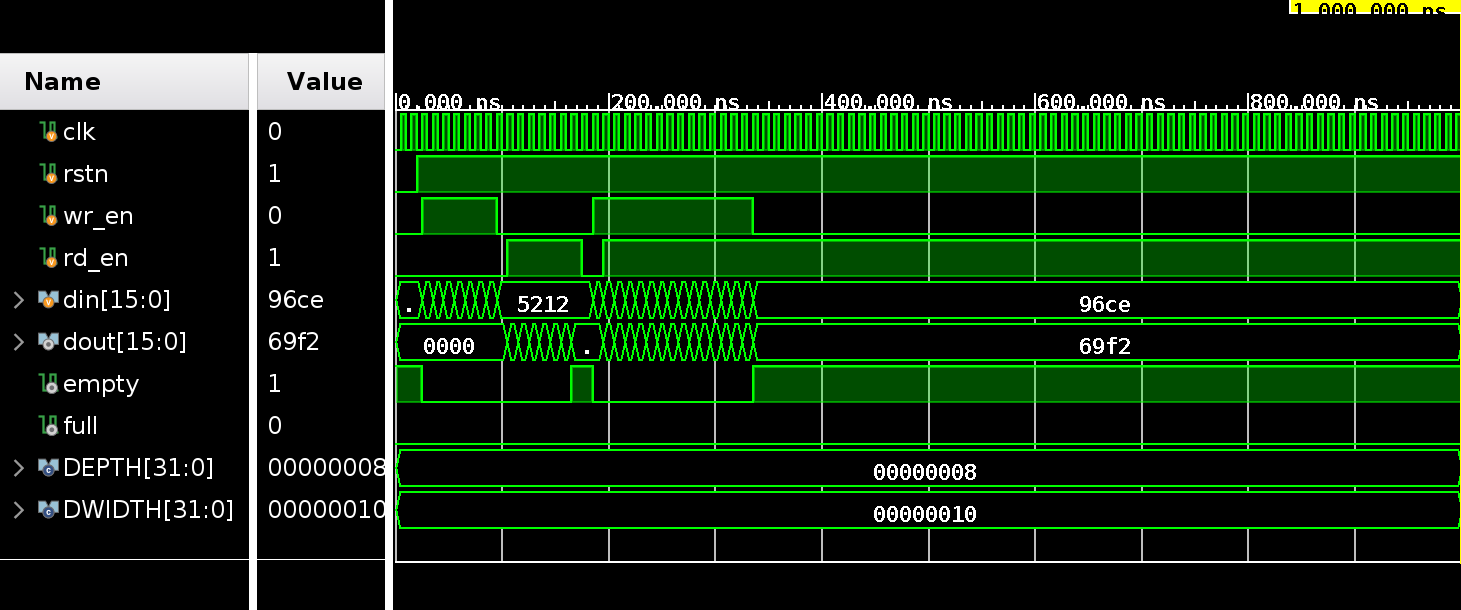 1,000.000 ns
Name Value
0.000 ns 200.000 ns 400.000 ns 600.000 ns 800.000 ns
clk 0
rstn 1
wr_en 0
rd_en 1
din[15:0] 96ce . 5212 96ce
dout[15:0] 69f2 0000 . 69f2
empty 1
full 0
DEPTH[31:0] 00000008 00000008
DWIDTH[31:0] 00000010 00000010